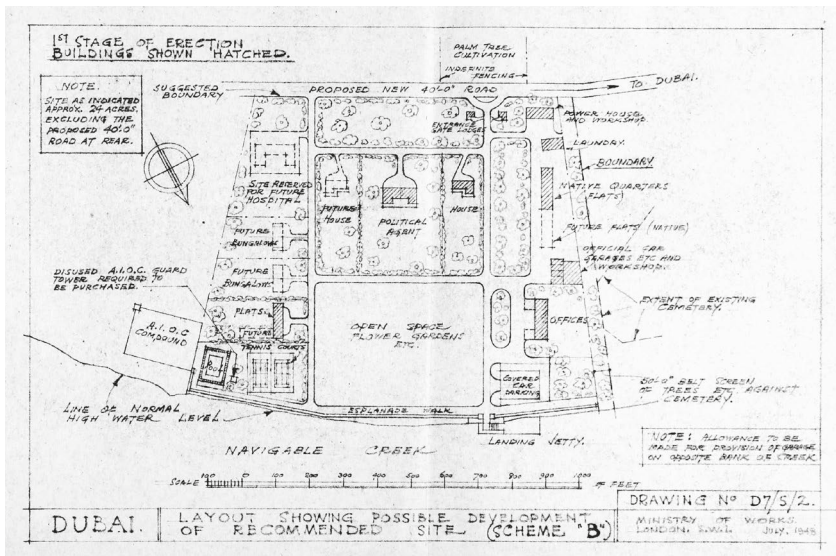 1ST STAGE OF ERECTION
BUILDINGS SHOWN HATCHED.
NOTE.
SITE AS INDICATED
APPROX. 24 ACRES.
EXCLUDING THE
PROPOSED 40'.0"
ROAD AT REAR.
SUGGESTED
BOUNDARY
PALM TREE
CULTIVATION
INDEFINITE
FENCING
PROPOSED NEW 40'.0" ROAD
TO DUBAI.
ENTRANCE
GATE LODGES
POWER HOUSE
AND WORKSHOP.
LAUNDRY.
BOUNDARY
NATIVE QUARTERS
(FLATS)
FUTURE FLATS (NATIVE)
OFFICIAL CAR
GARAGES ETC AND
WORKSHOP.
EXTENT OF EXISTING
CEMETERY.
SITE RESERVED
FOR FUTURE
HOSPITAL
FUTURE
HOUSE
POLITICAL
AGENT
HOUSE
FUTURE
BUNGALOWS
FUTURE
BUNGALOWS
FLATS
FUTURE
TENNIS COURTS
DISUSED A.I.O.C. GUARD
TOWER REQUIRED TO
BE PURCHASED.
A.I.O.C
COMPOUND
OPEN SPACE
FLOWER GARDENS
ETC.
OFFICES
COVERED
CAR
PARKING
BELT SCREEN
OF TREES ETC AGAINST
CEMETERY.
LINE OF NORMAL
HIGH WATER LEVEL
ESPLANADE WALK
LANDING JETTY.
NAVIGABLE CREEK
NOTE: ALLOWANCE TO BE
MADE FOR PROVISION OF GARAGE
ON OPPOSITE BANK OF CREEK
SCALE 100 0 100 200 300 400 500 600 700 800 900 1000 OF FEET
DRAWING No D7/S/2.
DUBAI.
LAYOUT SHOWING POSSIBLE DEVELOPMENT
OF RECOMMENDED SITE (SCHEME "B")
MINISTRY OF WORKS.
LONDON. S.W.1. JULY.